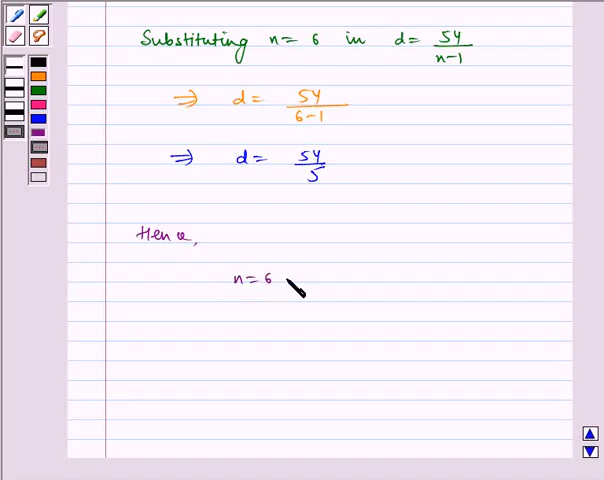 Substituting n = 6 in d = 54/(n-1)
⇒ d = 54/(6-1)
⇒ d = 54/5
Hence,
n = 6